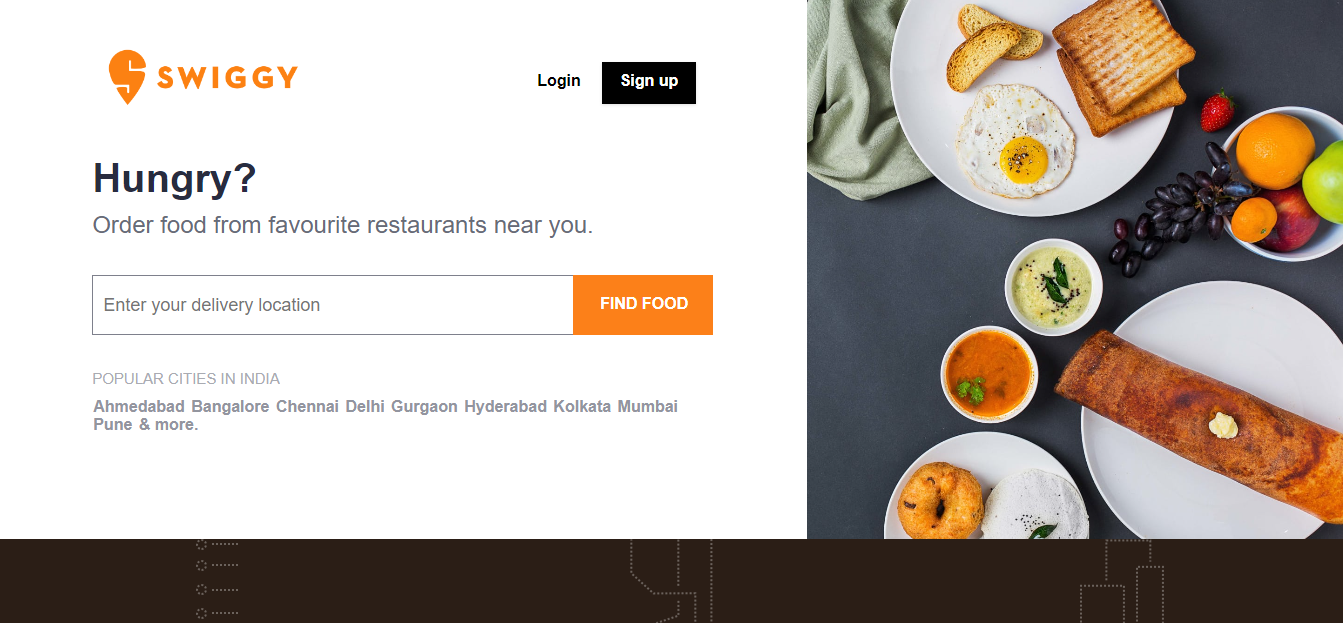 SWIGGY
Login
Sign up
Hungry?
Order food from favourite restaurants near you.
Enter your delivery location
FIND FOOD
POPULAR CITIES IN INDIA
Ahmedabad Bangalore Chennai Delhi Gurgaon Hyderabad Kolkata Mumbai
Pune & more.